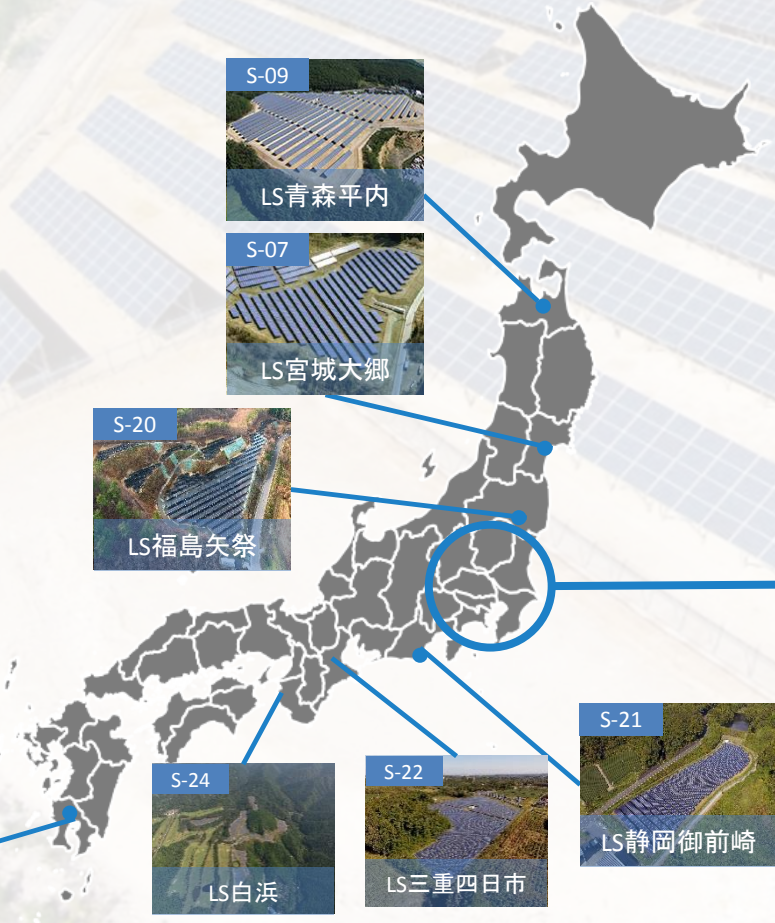 S-09
LS青森平内
S-07
LS宮城大郷
S-20
LS福島矢祭
S-21
LS静岡御前崎
S-22
LS三重四日市
S-24
LS白浜